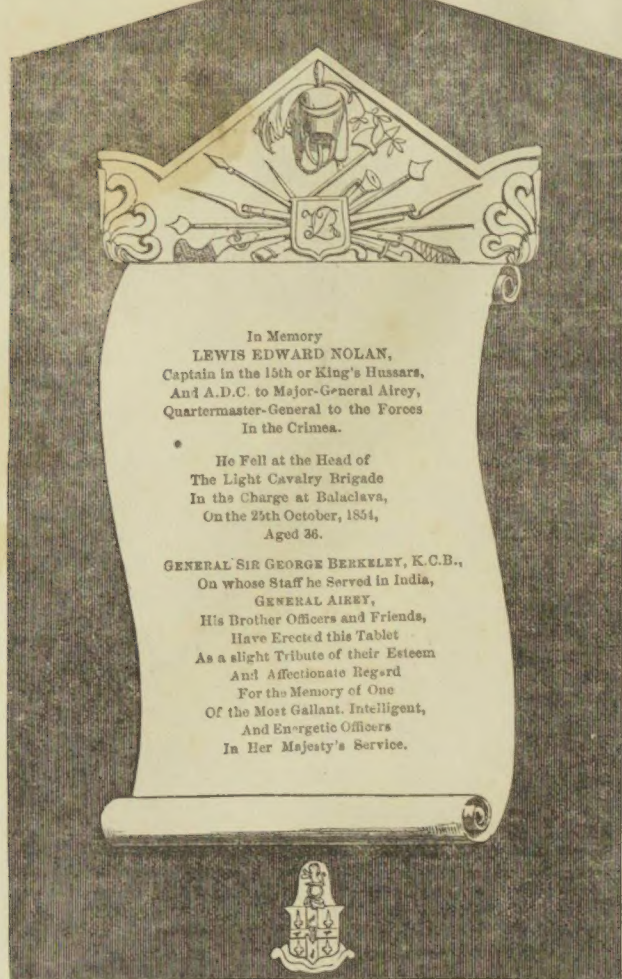 In Memory
LEWIS EDWARD NOLAN,
Captain in the 15th or King's Hussars,
And A.D.C. to Major-General Airey,
Quartermaster-General to the Forces
In the Crimea.
He Fell at the Head of
The Light Cavalry Brigade
In the Charge at Balaclava,
On the 25th October, 1854,
Aged 36.
GENERAL SIR GEORGE BERKELEY, K.C.B.,
On whose Staff he Served in India,
GENERAL AIREY,
His Brother Officers and Friends,
Have Erected this Tablet
As a slight Tribute of their Esteem
And Affectionate Regard
For the Memory of One
Of the Most Gallant. Intelligent,
And Energetic Officers
In Her Majesty's Service.